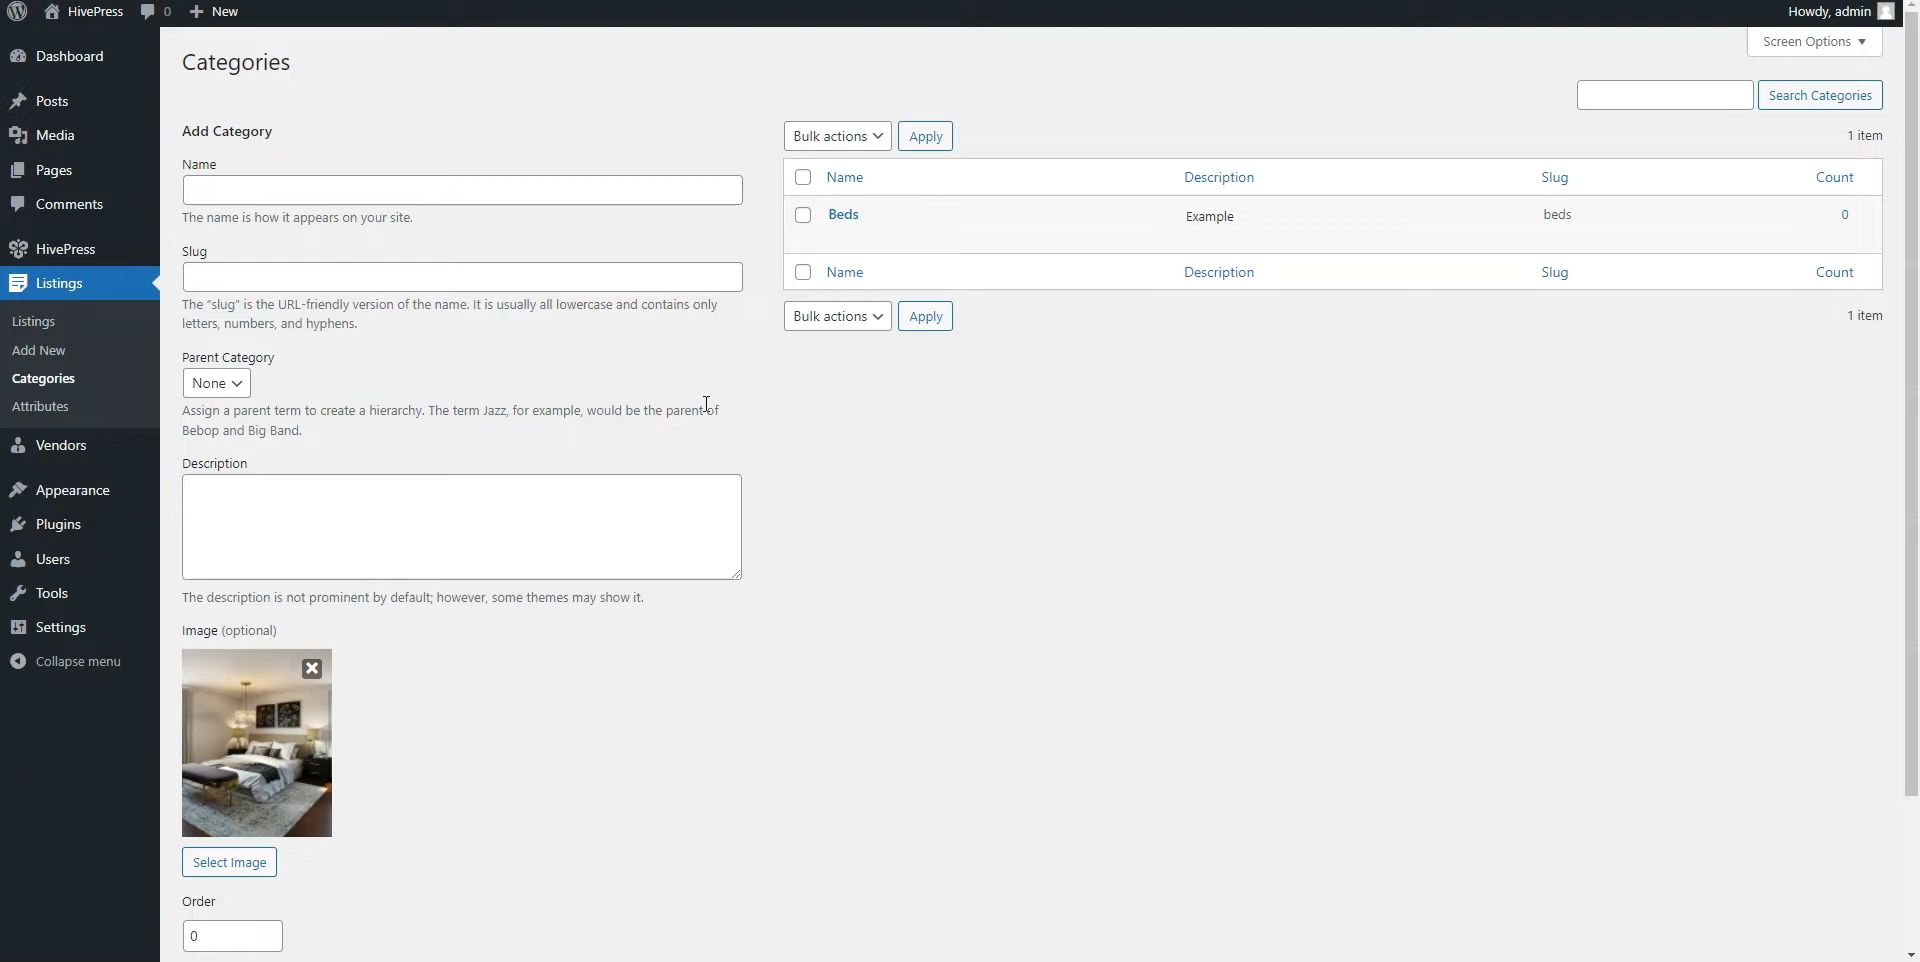 HivePress
0
New
Howdy, admin
Dashboard
Posts
Media
Pages
Comments
HivePress
Listings
Listings
Add New
Categories
Attributes
Vendors
Appearance
Plugins
Users
Tools
Settings
Collapse menu
Screen Options
Categories
Search Categories
Add Category
Name
The name is how it appears on your site.
Slug
The “slug” is the URL-friendly version of the name. It is usually all lowercase and contains only
letters, numbers, and hyphens.
Parent Category
None
Assign a parent term to create a hierarchy. The term Jazz, for example, would be the parent of
Bebop and Big Band.
Description
The description is not prominent by default; however, some themes may show it.
Image (optional)
Select Image
Order
0
Bulk actions
Apply
1 item
Name Description Slug Count
Beds Example beds 0
Name Description Slug Count
Bulk actions
Apply
1 item